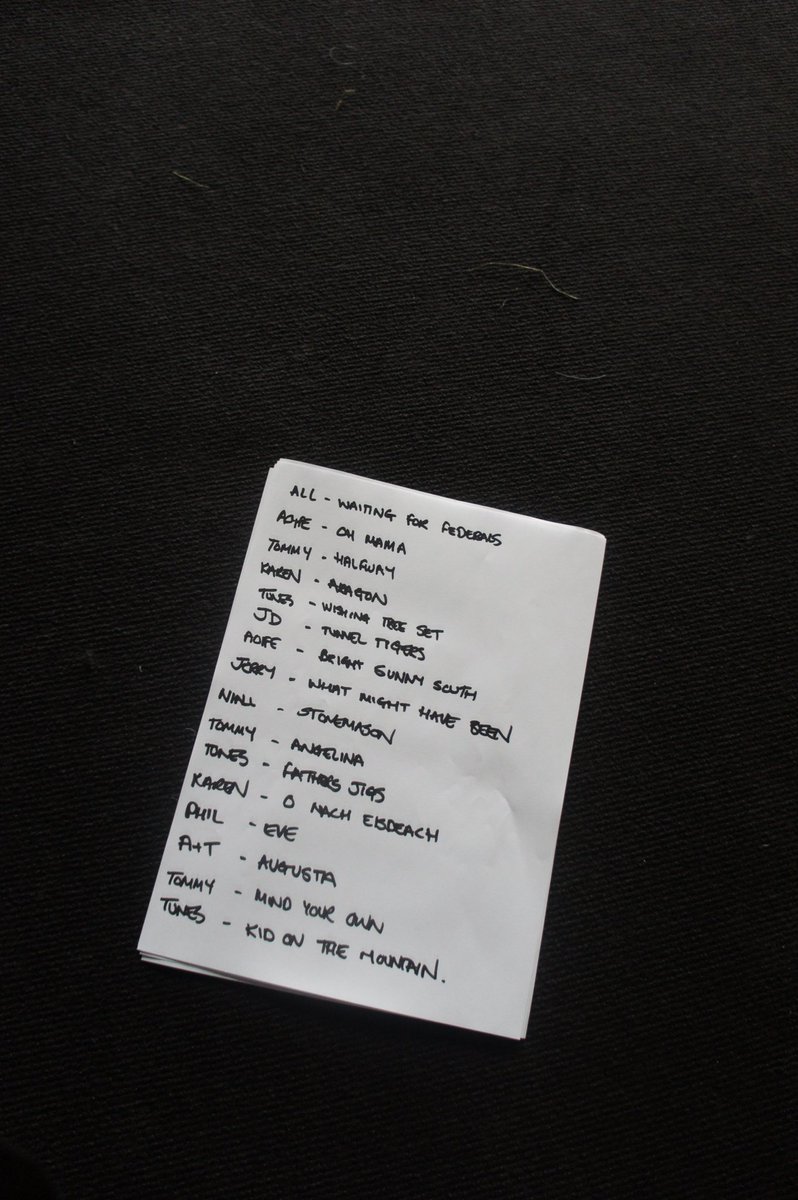 ALL - WAITING FOR FEDERALS
AOIFE - OH MAMA
TOMMY - HALFWAY
KAREN - ARAGON
TUNES - WISHING TREE SET
JD - TUNNEL TIGERS
AOIFE - BRIGHT SUNNY SOUTH
JERRY - WHAT MIGHT HAVE BEEN
NIALL - STONEMASON
TOMMY - ANGELINA
TUNES - FATHERS JIGS
KAREN - O NACH EISDEACH
PHIL - EVE
A+T - AUGUSTA
TOMMY - MIND YOUR OWN
TUNES - KID ON THE MOUNTAIN.